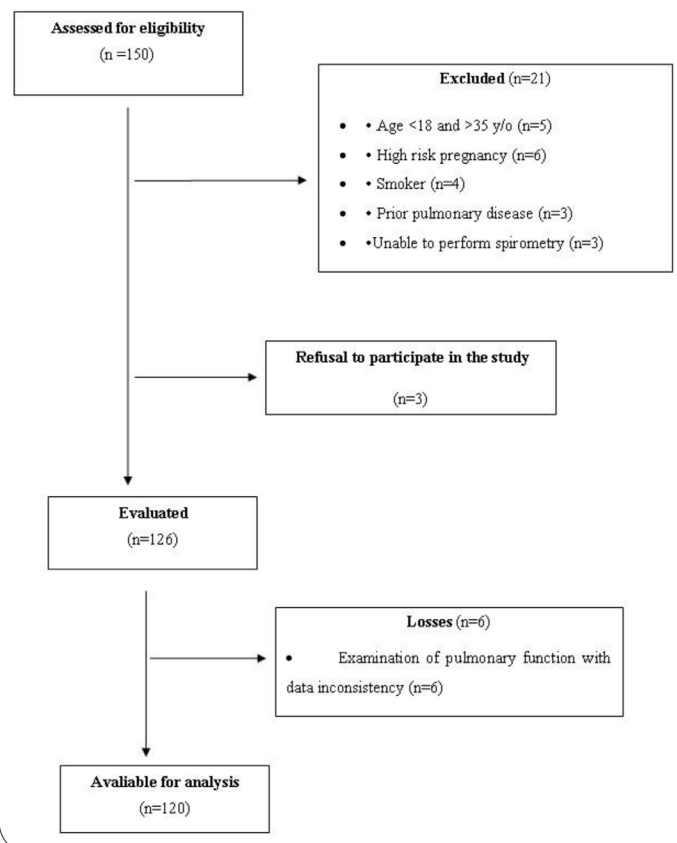 Assessed for eligibility
(n =150)
Excluded (n=21)
• • Age <18 and >35 y/o (n=5)
• • High risk pregnancy (n=6)
• • Smoker (n=4)
• • Prior pulmonary disease (n=3)
• •Unable to perform spirometry (n=3)
Refusal to participate in the study
(n=3)
Evaluated
(n=126)
Losses (n=6)
• Examination of pulmonary function with
data inconsistency (n=6)
Avaliable for analysis
(n=120)